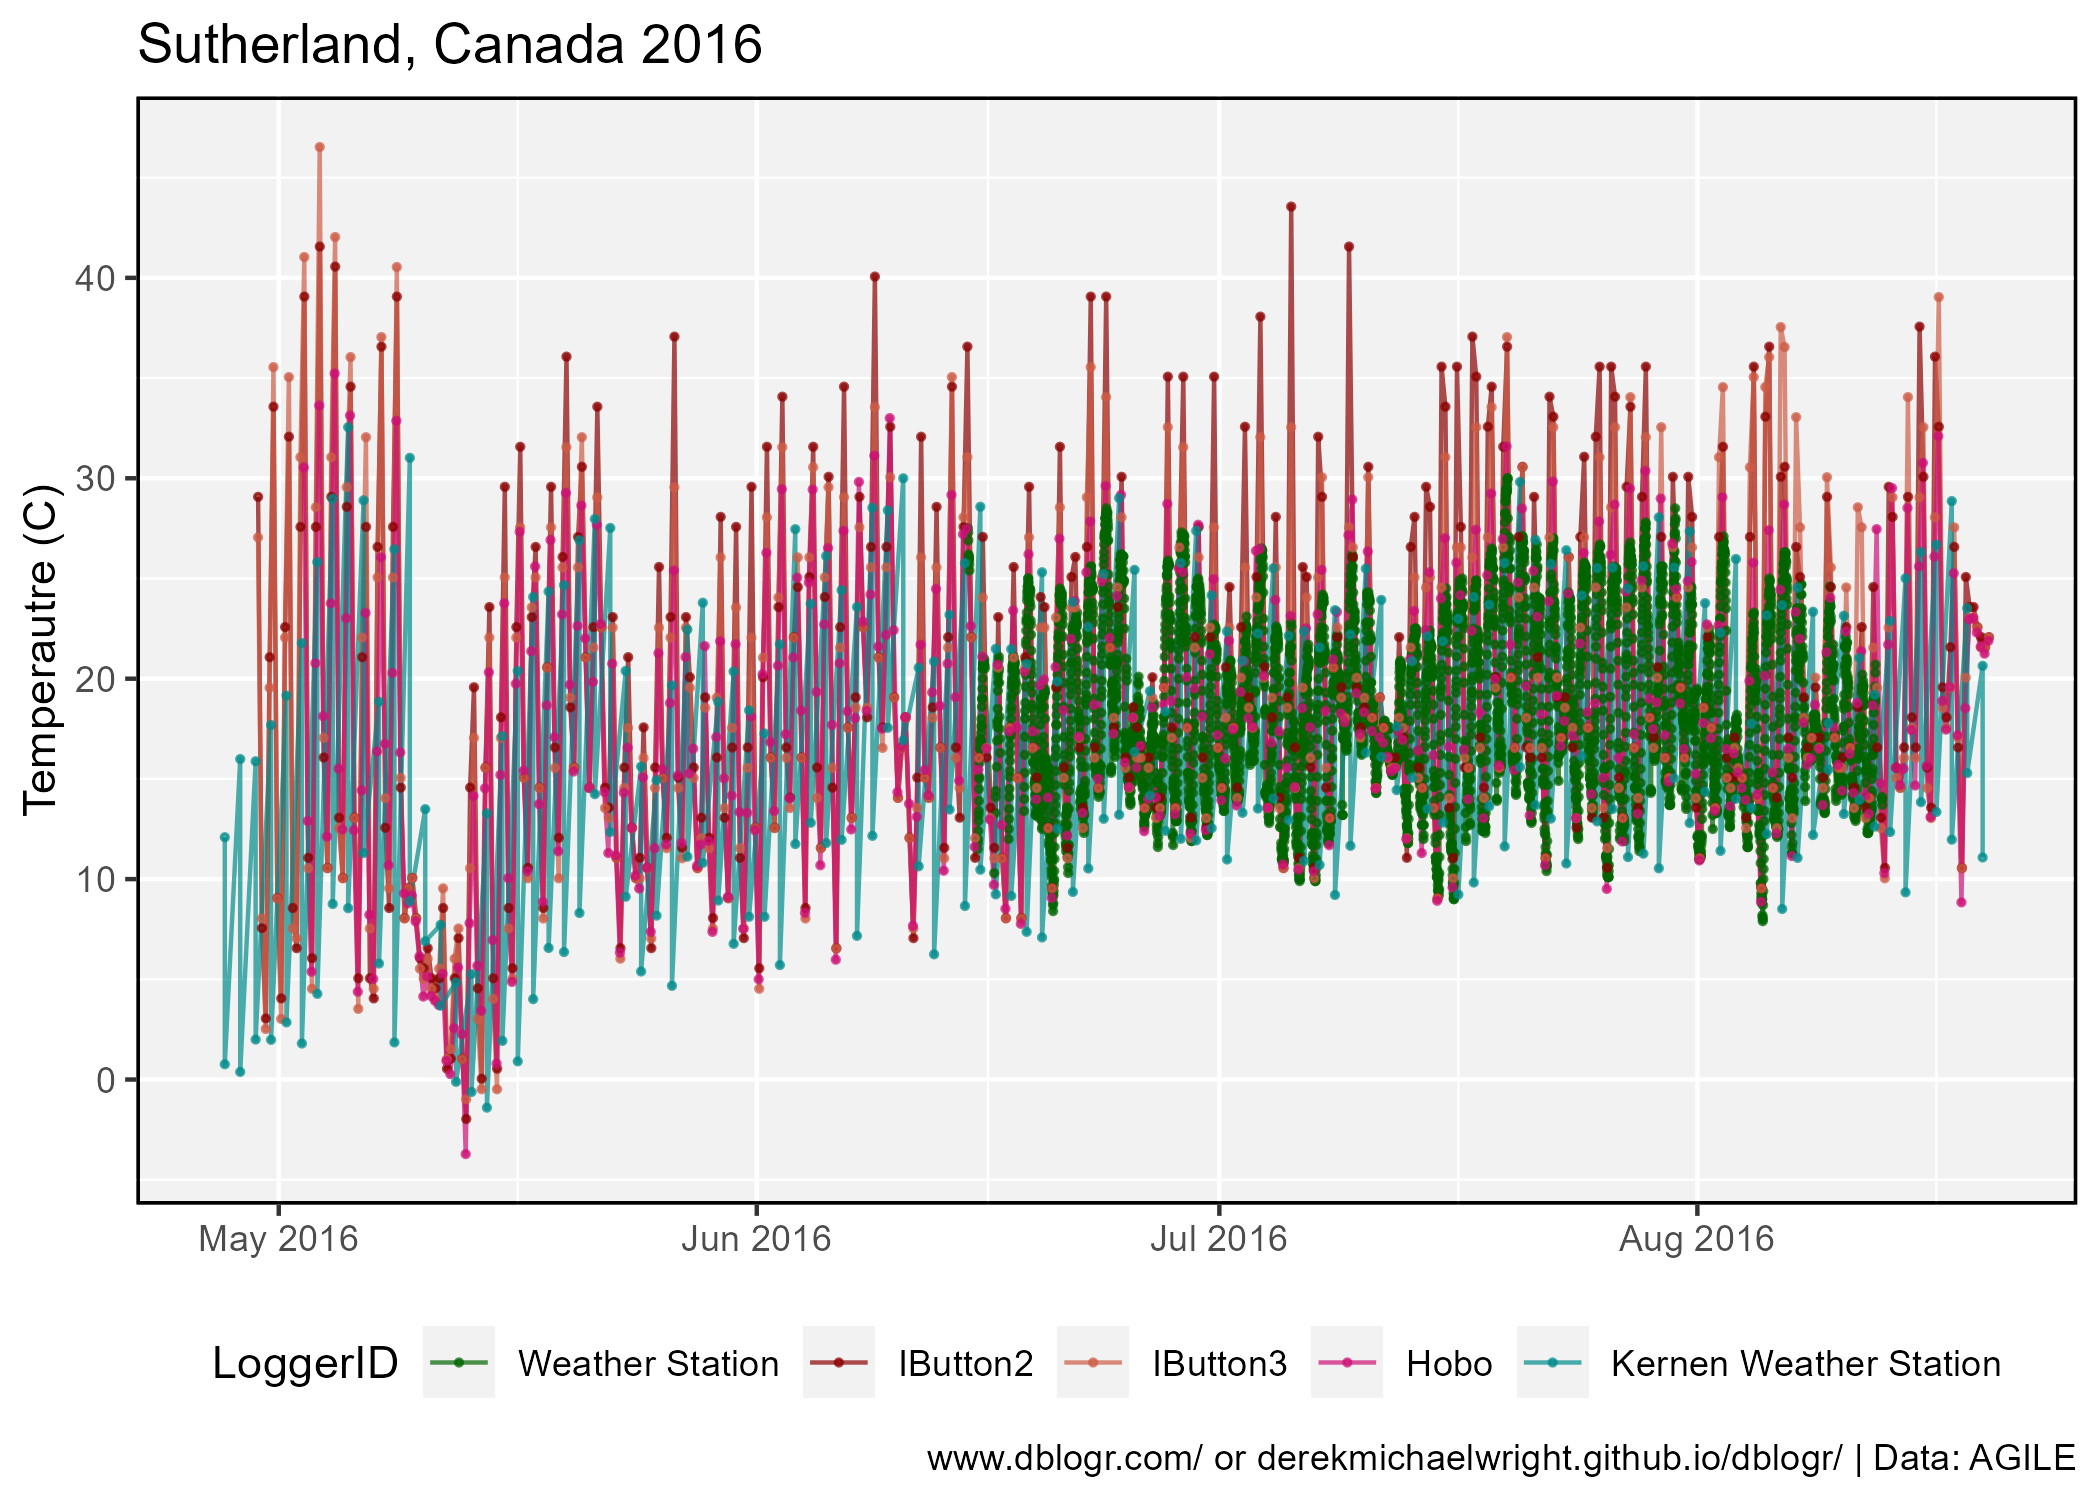 Sutherland, Canada 2016
Temperautre (C)
40
30
20
10
0
May 2016 Jun 2016 Jul 2016 Aug 2016
LoggerID Weather Station IButton2 IButton3 Hobo Kernen Weather Station
www.dblogr.com/ or derekmichaelwright.github.io/dblogr/ | Data: AGILE